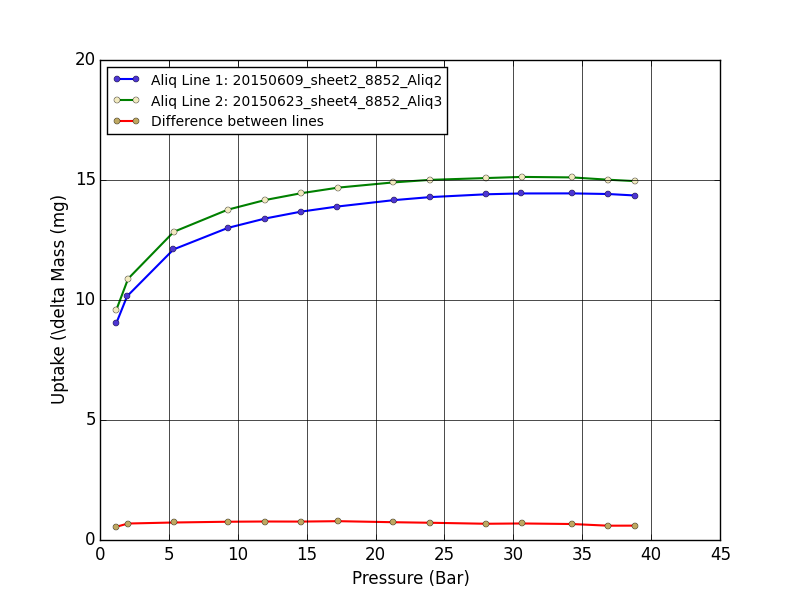 20
15
10
5
0
Uptake (\delta Mass (mg)
Aliq Line 1: 20150609_sheet2_8852_Aliq2
Aliq Line 2: 20150623_sheet4_8852_Aliq3
Difference between lines
0 5 10 15 20 25 30 35 40 45
Pressure (Bar)